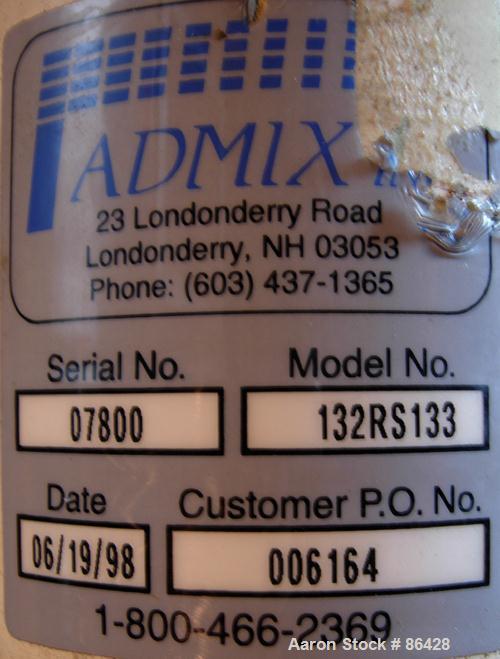 ADMIX
23 Londonderry Road
Londonderry, NH 03053
Phone: (603) 437-1365
Serial No. Model No.
07800 132RS133
Date Customer P.O. No.
06/19/98 006164
1-800-466-2369
Aaron Stock # 86428